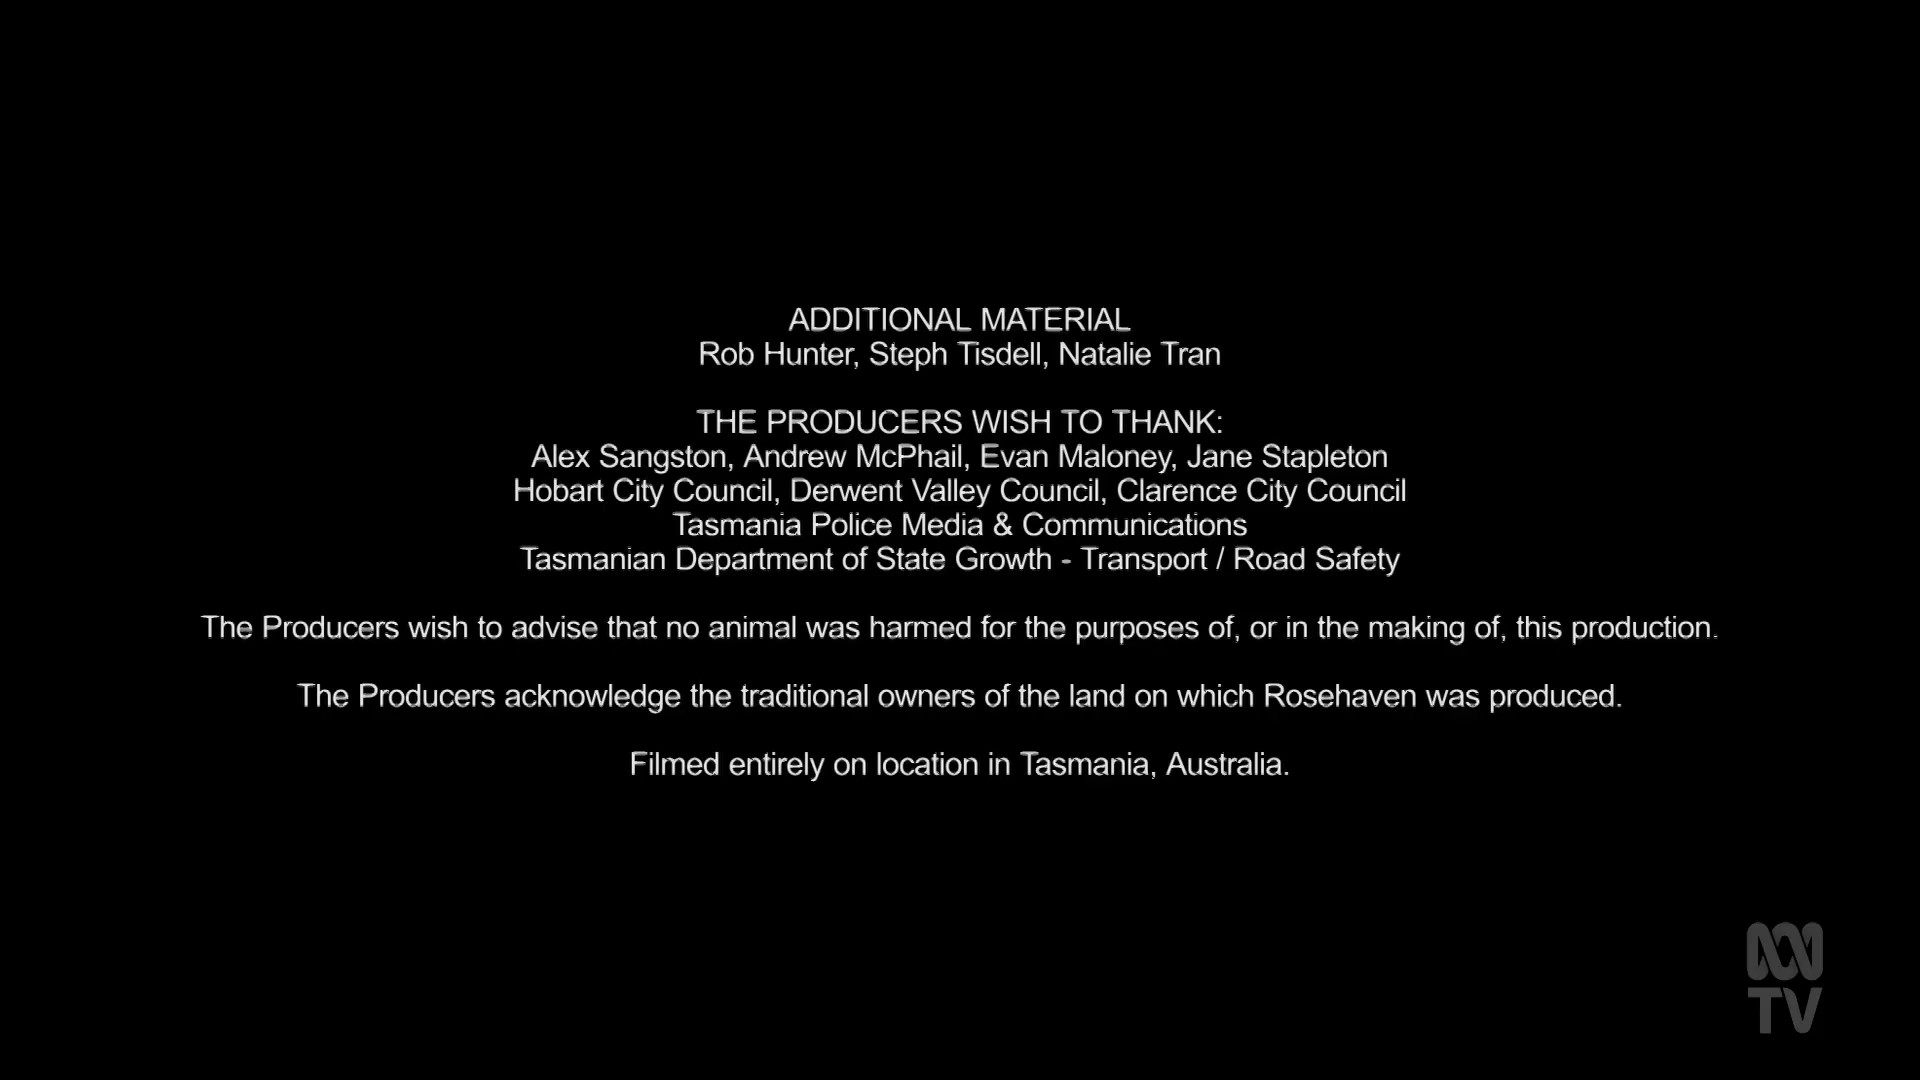 ADDITIONAL MATERIAL
Rob Hunter, Steph Tisdell, Natalie Tran
THE PRODUCERS WISH TO THANK:
Alex Sangston, Andrew McPhail, Evan Maloney, Jane Stapleton
Hobart City Council, Derwent Valley Council, Clarence City Council
Tasmania Police Media & Communications
Tasmanian Department of State Growth - Transport / Road Safety
The Producers wish to advise that no animal was harmed for the purposes of, or in the making of, this production.
The Producers acknowledge the traditional owners of the land on which Rosehaven was produced.
Filmed entirely on location in Tasmania, Australia.
TV